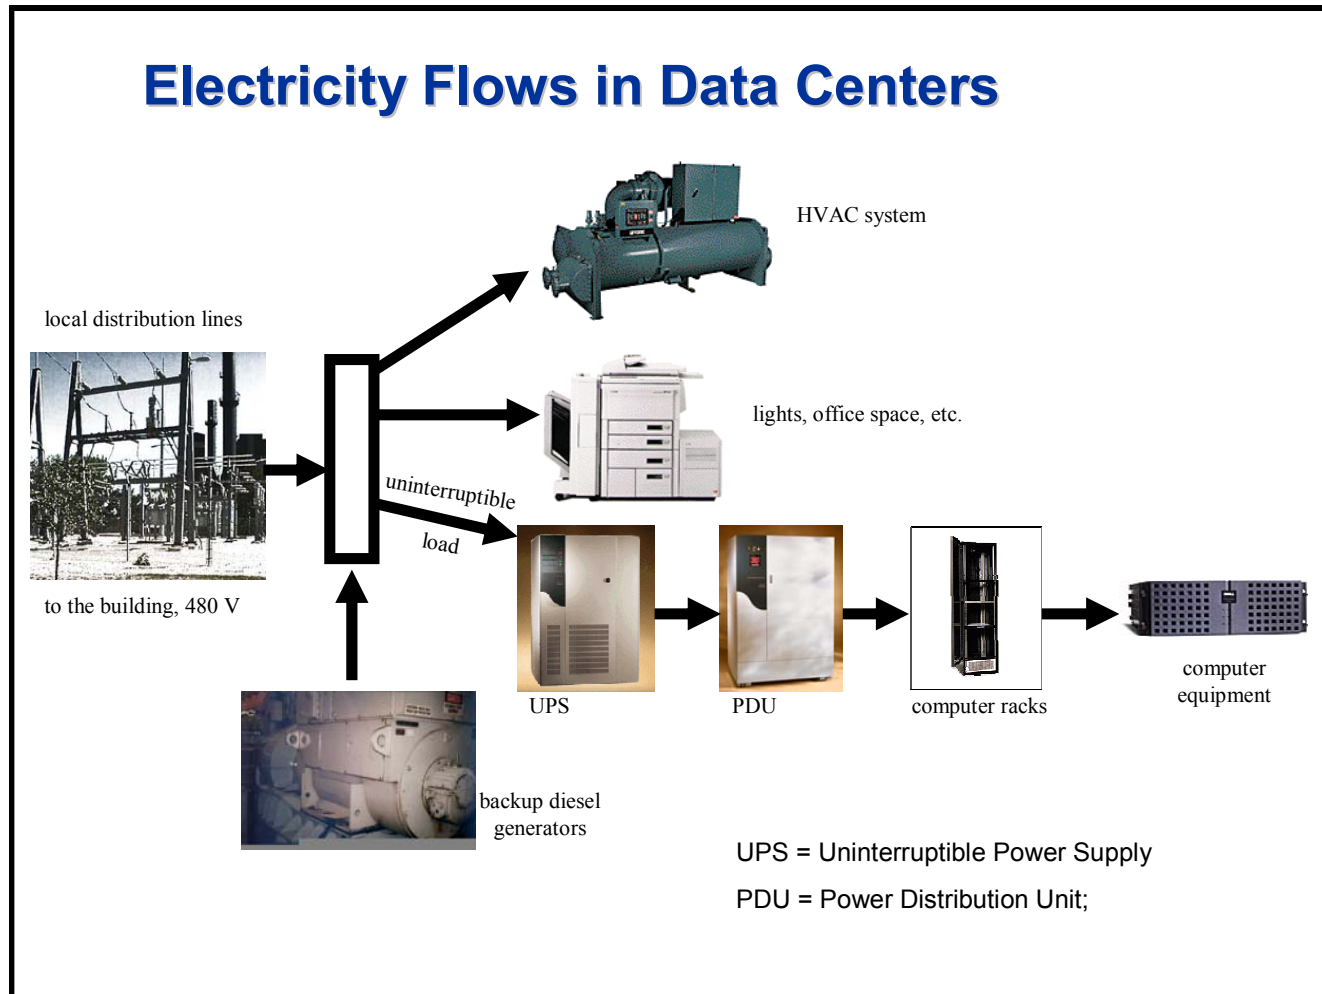 Electricity Flows in Data Centers
HVAC system
local distribution lines
lights, office space, etc.
uninterruptible
load
to the building, 480 V
UPS
PDU
computer racks
computer
equipment
backup diesel
generators
UPS = Uninterruptible Power Supply
PDU = Power Distribution Unit;